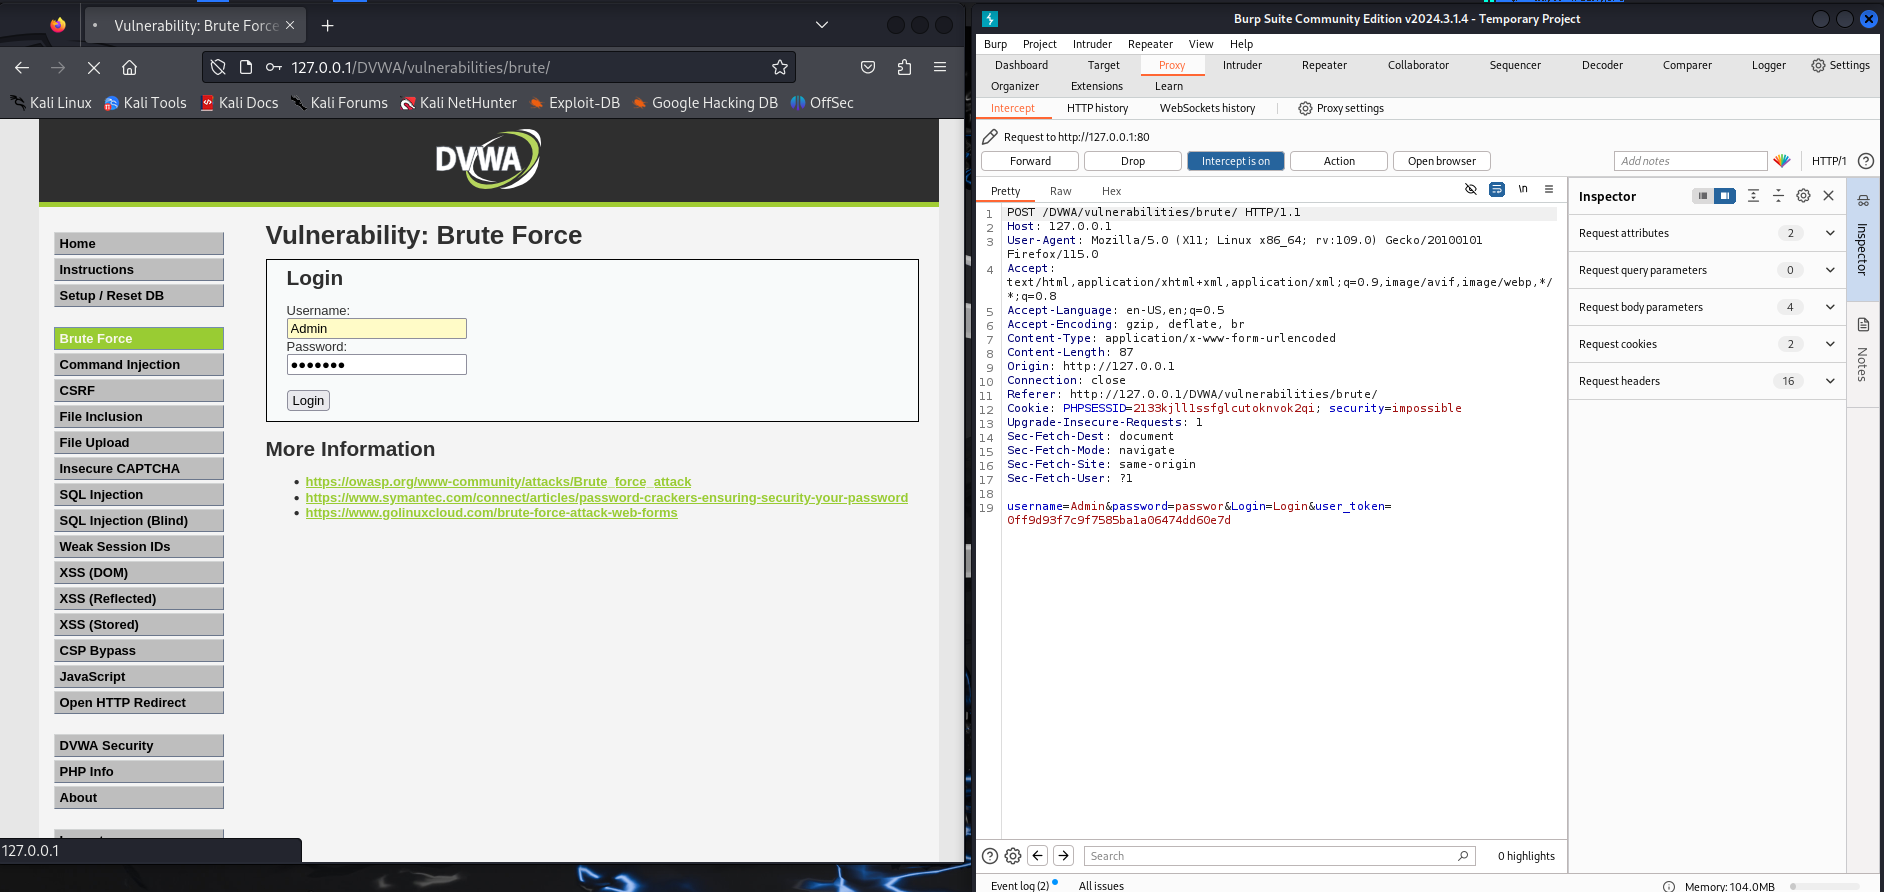 Vulnerability: Brute Force
127.0.0.1/DVWA/vulnerabilities/brute/
Kali Linux Kali Tools Kali Docs Kali Forums Kali NetHunter Exploit-DB Google Hacking DB OffSec
DVWA
Home
Instructions
Setup / Reset DB
Brute Force
Command Injection
CSRF
File Inclusion
File Upload
Insecure CAPTCHA
SQL Injection
SQL Injection (Blind)
Weak Session IDs
XSS (DOM)
XSS (Reflected)
XSS (Stored)
CSP Bypass
JavaScript
Open HTTP Redirect
DVWA Security
PHP Info
About
Vulnerability: Brute Force
Login
Username:
Admin
Password:
•••••••
Login
More Information
• https://owasp.org/www-community/attacks/Brute_force_attack
• https://www.symantec.com/connect/articles/password-crackers-ensuring-security-your-password
• https://www.golinuxcloud.com/brute-force-attack-web-forms
127.0.0.1
Burp Suite Community Edition v2024.3.1.4 - Temporary Project
Burp Project Intruder Repeater View Help
Dashboard Target Proxy Intruder Repeater Collaborator Sequencer Decoder Comparer Logger Settings
Organizer Extensions Learn
Intercept HTTP history WebSockets history Proxy settings
Request to http://127.0.0.1:80
Forward Drop Intercept is on Action Open browser Add notes HTTP/1
Pretty Raw Hex \n
1 POST /DVWA/vulnerabilities/brute/ HTTP/1.1
2 Host: 127.0.0.1
3 User-Agent: Mozilla/5.0 (X11; Linux x86_64; rv:109.0) Gecko/20100101
Firefox/115.0
4 Accept:
text/html,application/xhtml+xml,application/xml;q=0.9,image/avif,image/webp,*/
*;q=0.8
5 Accept-Language: en-US,en;q=0.5
6 Accept-Encoding: gzip, deflate, br
7 Content-Type: application/x-www-form-urlencoded
8 Content-Length: 87
9 Origin: http://127.0.0.1
10 Connection: close
11 Referer: http://127.0.0.1/DVWA/vulnerabilities/brute/
12 Cookie: PHPSESSID=2133kjll1ssfglcutoknvok2qi; security=impossible
13 Upgrade-Insecure-Requests: 1
14 Sec-Fetch-Dest: document
15 Sec-Fetch-Mode: navigate
16 Sec-Fetch-Site: same-origin
17 Sec-Fetch-User: ?1
18
19 username=Admin&password=passwor&Login=Login&user_token=
0ff9d93f7c9f7585ba1a06474dd60e7d
Inspector
Request attributes 2
Request query parameters 0
Request body parameters 4
Request cookies 2
Request headers 16
Inspector
Notes
Search 0 highlights
Event log (2) All issues Memory: 104.0MB